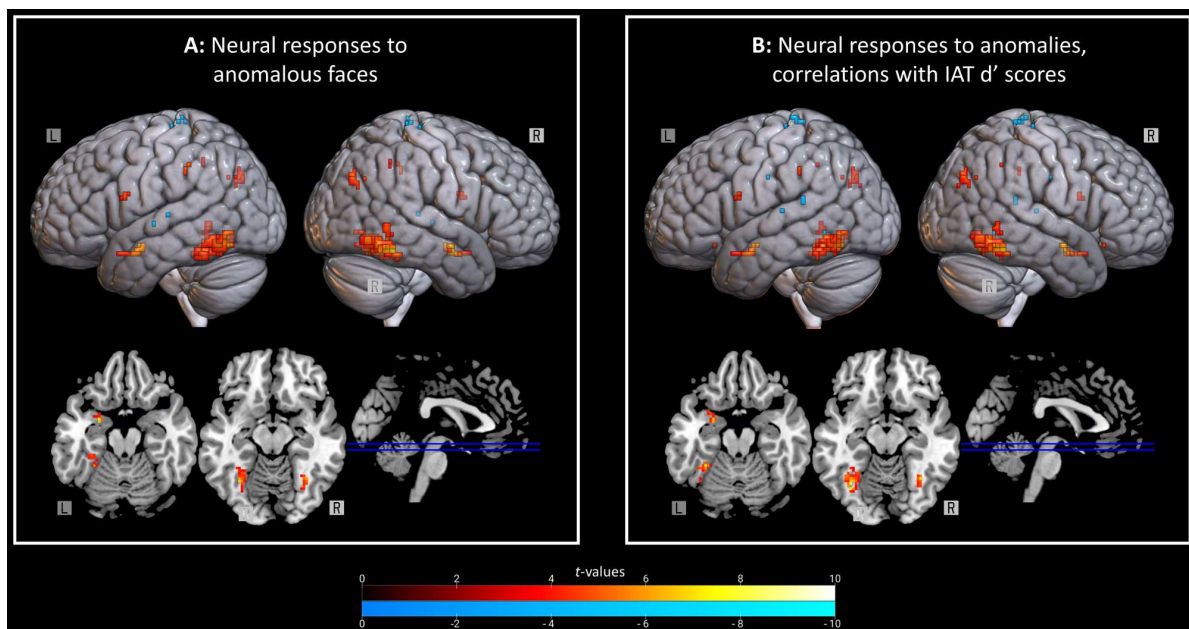 A: Neural responses to
anomalous faces
L
R
R
L
R
B: Neural responses to anomalies,
correlations with IAT d’ scores
L
R
R
L
R
t-values
0 2 4 6 8 10
0 -2 -4 -6 -8 -10